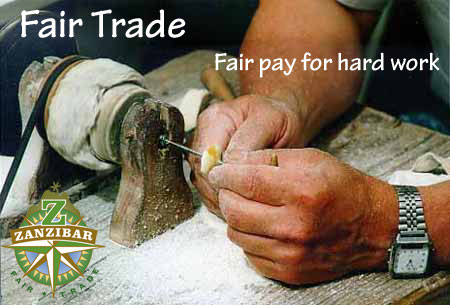 Fair Trade
Fair pay for hard work
Z
ZANZIBAR
FAIR TRADE